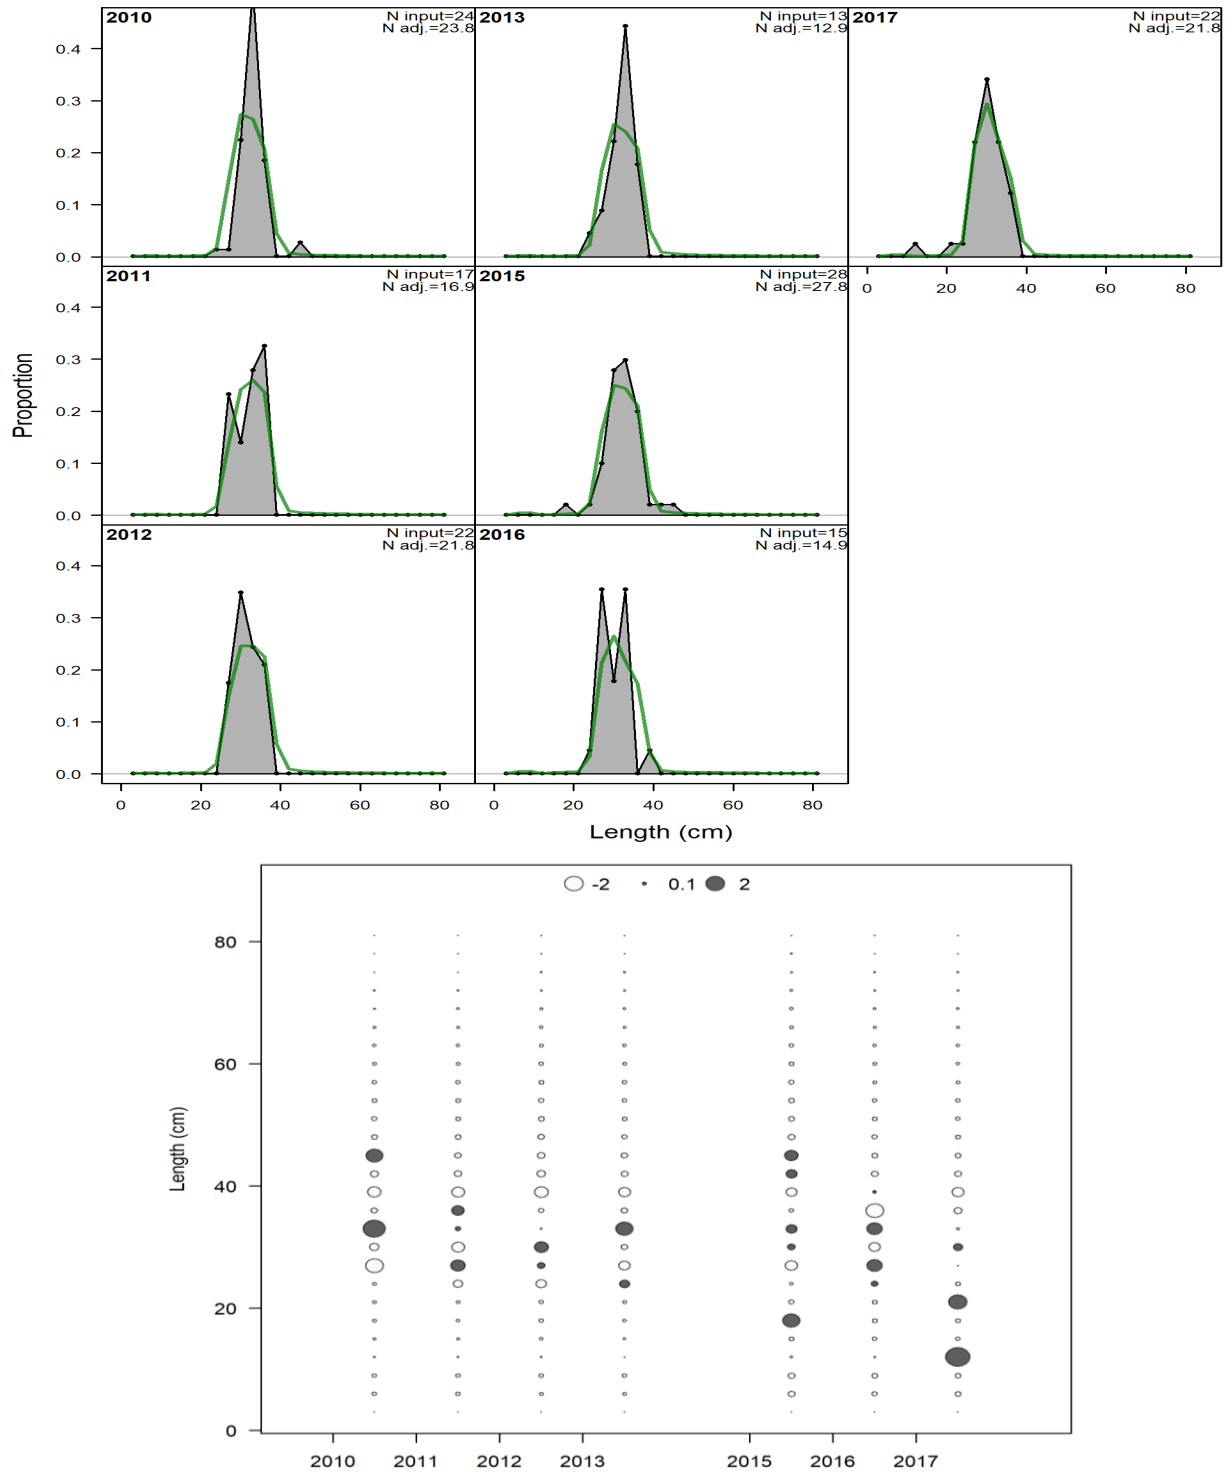 2010
N input=24
N adj.=23.8
2013
N input=13
N adj.=12.9
2017
N input=22
N adj.=21.8
0.4
0.3
0.2
0.1
0.0
2011
N input=17
N adj.=16.9
2015
N input=28
N adj.=27.8
0 20 40 60 80
0.4
0.3
0.2
0.1
0.0
Proportion
2012
N input=22
N adj.=21.8
2016
N input=15
N adj.=14.9
0.4
0.3
0.2
0.1
0.0
0 20 40 60 80
0 20 40 60 80
Length (cm)
-2 0.1 2
80
60
40
20
0
Length (cm)
2010 2011 2012 2013 2015 2016 2017